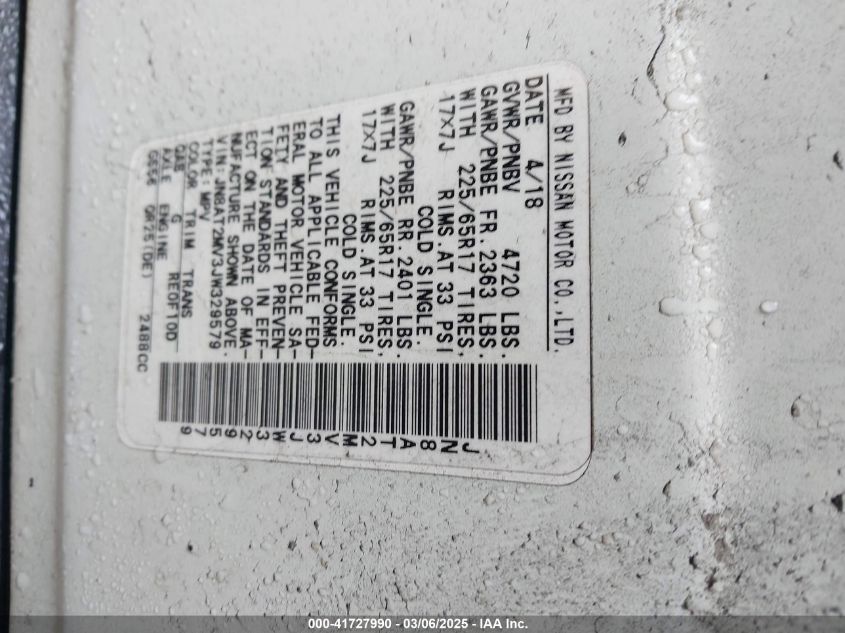 MFD BY NISSAN MOTOR CO.,LTD.
DATE 4/18
GVWR/PNBV 4720 LBS.
GAWR/PNBE FR.2363 LBS.
WITH 225/65R17 TIRES,
17X7J RIMS.AT 33 PSI
COLD SINGLE.
GAWR/PNBE RR.2401 LBS.
WITH 225/65R17 TIRES,
17X7J RIMS.AT 33 PSI
COLD SINGLE.
THIS VEHICLE CONFORMS
TO ALL APPLICABLE FED-
ERAL MOTOR VEHICLE SA-
FETY AND THEFT PREVEN-
TION STANDARDS IN EFF-
ECT ON THE DATE OF MA-
NUFACTURE SHOWN ABOVE.
VIN:JN8AT2MV3JW329579
TYPE:MPV
COLOR TRIM TRANS
QAB G RE0F10D
AXLE ENGINE
GS56 QR25(DE) 2488CC
JN8AT2MV3JW329579
000-41727990 - 03/06/2025 - IAA Inc.